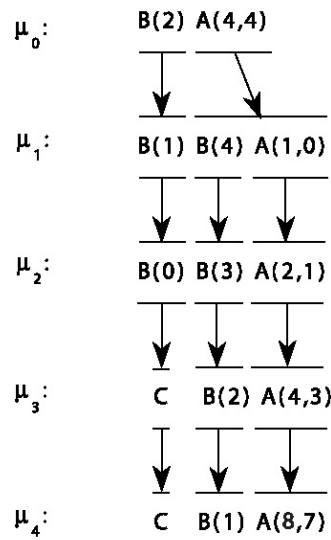 μ₀: B(2) A(4,4)
μ₁: B(1) B(4) A(1,0)
μ₂: B(0) B(3) A(2,1)
μ₃: C B(2) A(4,3)
μ₄: C B(1) A(8,7)